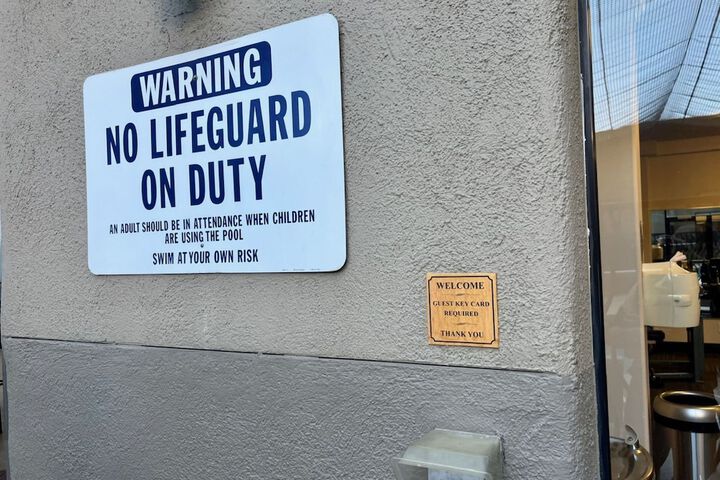 WARNING
NO LIFEGUARD
ON DUTY
AN ADULT SHOULD BE IN ATTENDANCE WHEN CHILDREN
ARE USING THE POOL
SWIM AT YOUR OWN RISK
WELCOME
GUEST KEY CARD
REQUIRED
THANK YOU